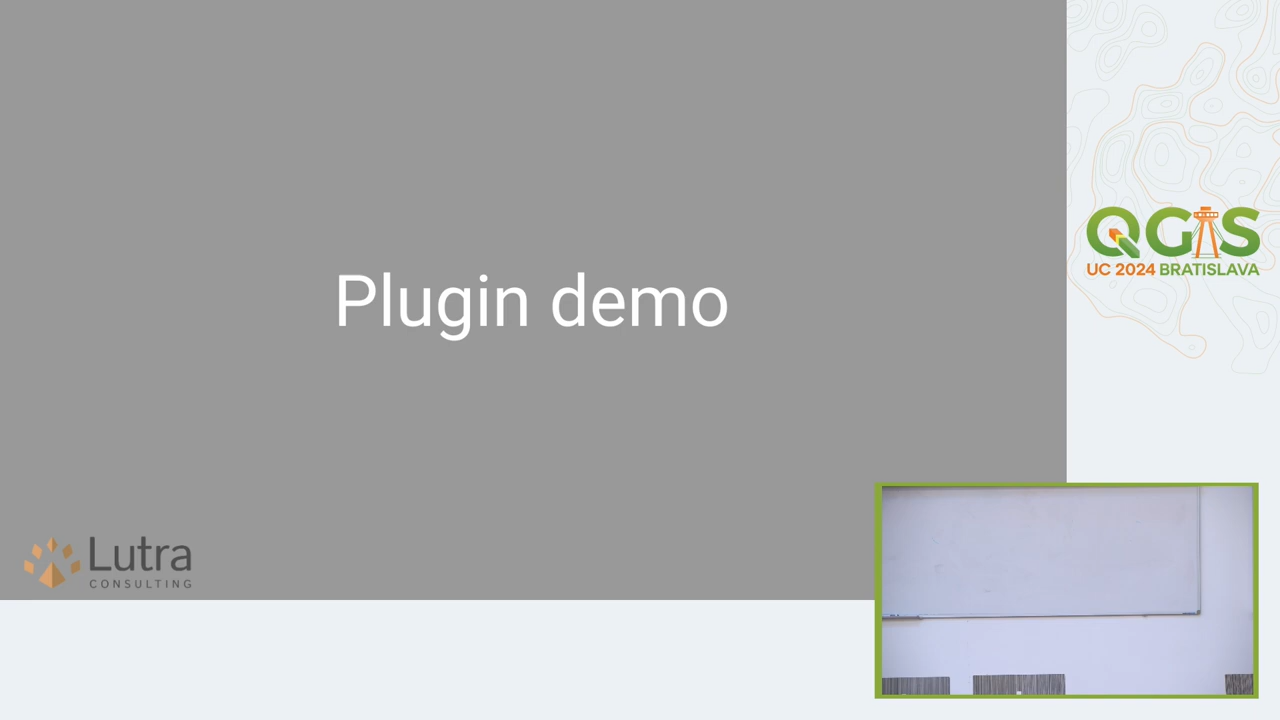 Plugin demo
QGIS
UC 2024 BRATISLAVA
Lutra
CONSULTING